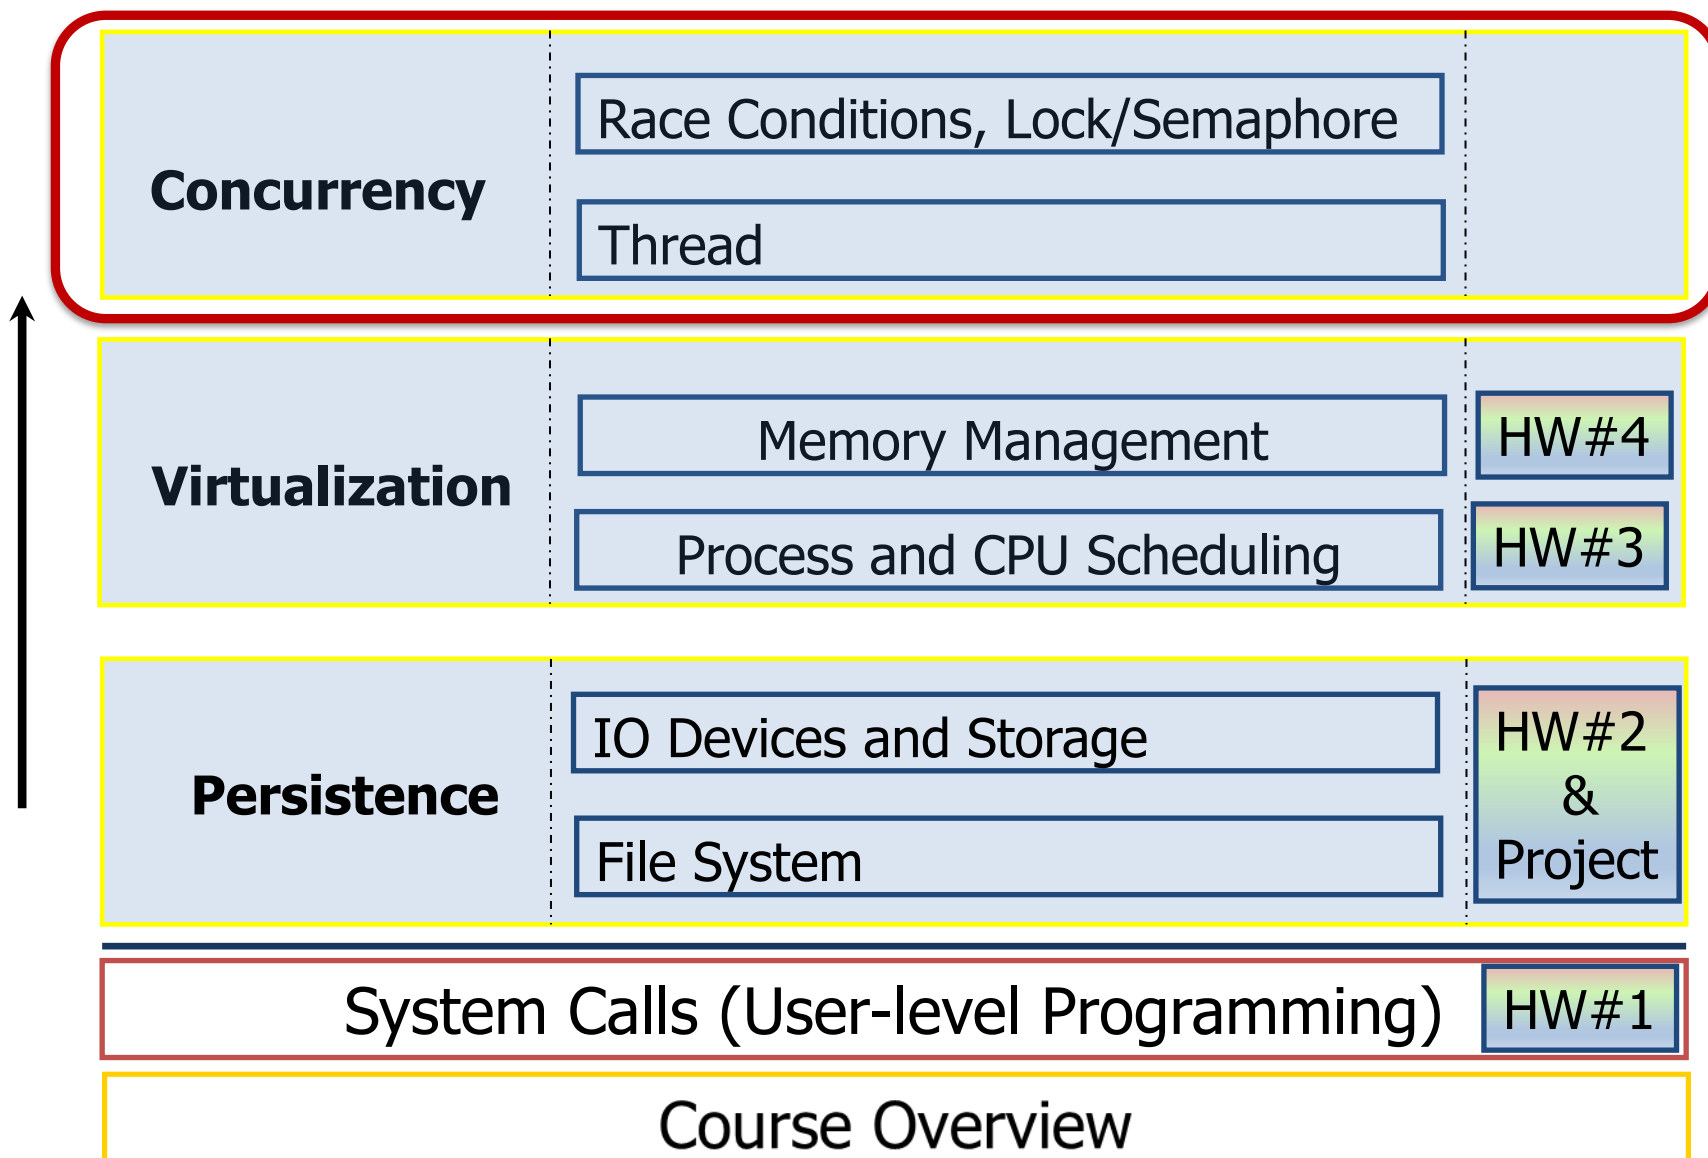 Race Conditions, Lock/Semaphore
Concurrency
Thread
Memory Management
HW#4
Virtualization
Process and CPU Scheduling
HW#3
IO Devices and Storage
HW#2
&
Project
Persistence
File System
System Calls (User-level Programming)
HW#1
Course Overview